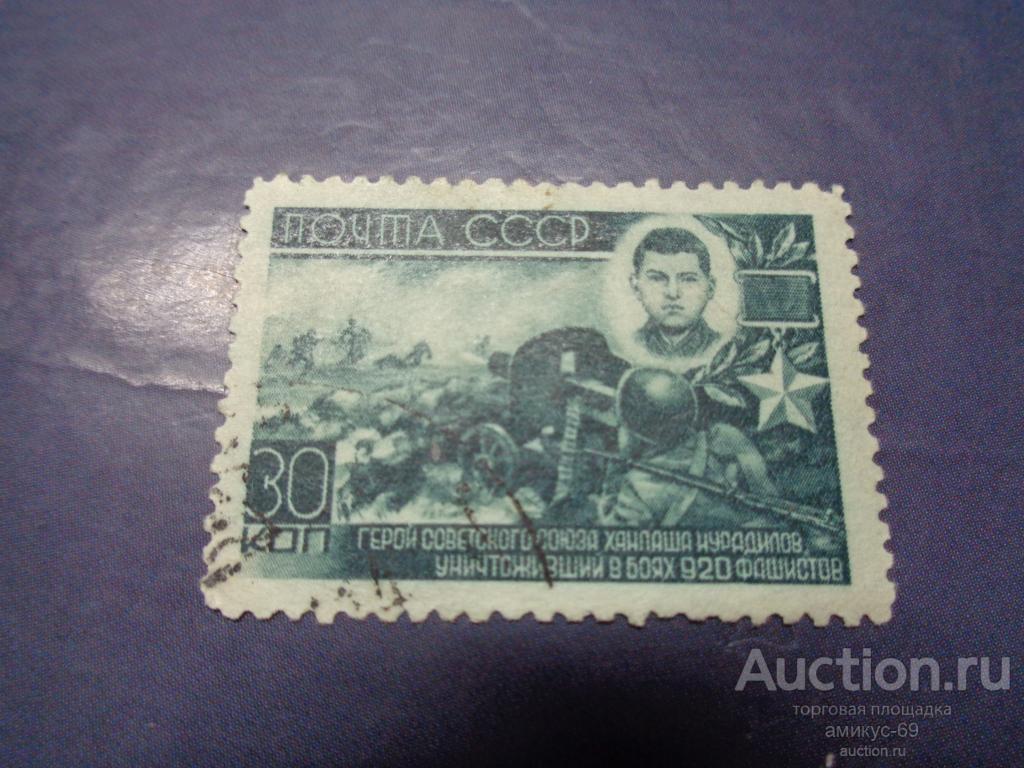 ПОЧТА СССР
30
КОП
ГЕРОЙ СОВЕТСКОГО СОЮЗА ХАНПАША НУРАДИЛОВ,
УНИЧТОЖИВШИЙ В БОЯХ 920 ФАШИСТОВ
Auction.ru
торговая площадка
амикус-69
auction.ru